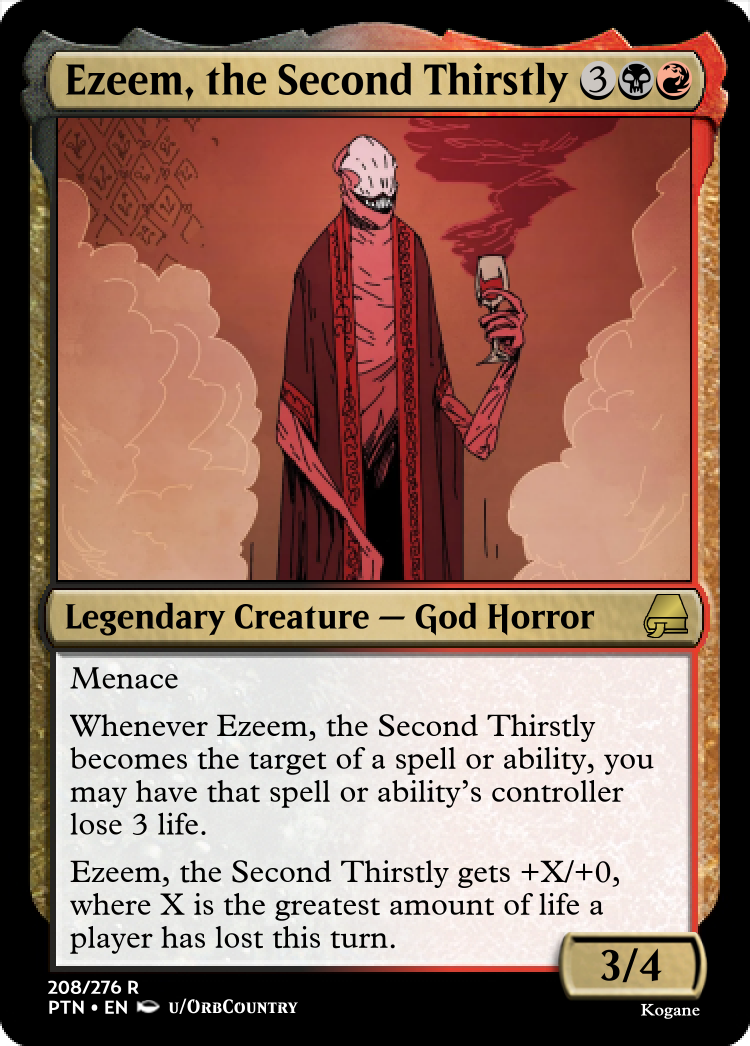 Ezeem, the Second Thirstly 3
Legendary Creature — God Horror
Menace
Whenever Ezeem, the Second Thirstly
becomes the target of a spell or ability, you
may have that spell or ability's controller
lose 3 life.
Ezeem, the Second Thirstly gets +X/+0,
where X is the greatest amount of life a
player has lost this turn.
3/4
208/276 R
PTN • EN u/OrbCountry
Kogane